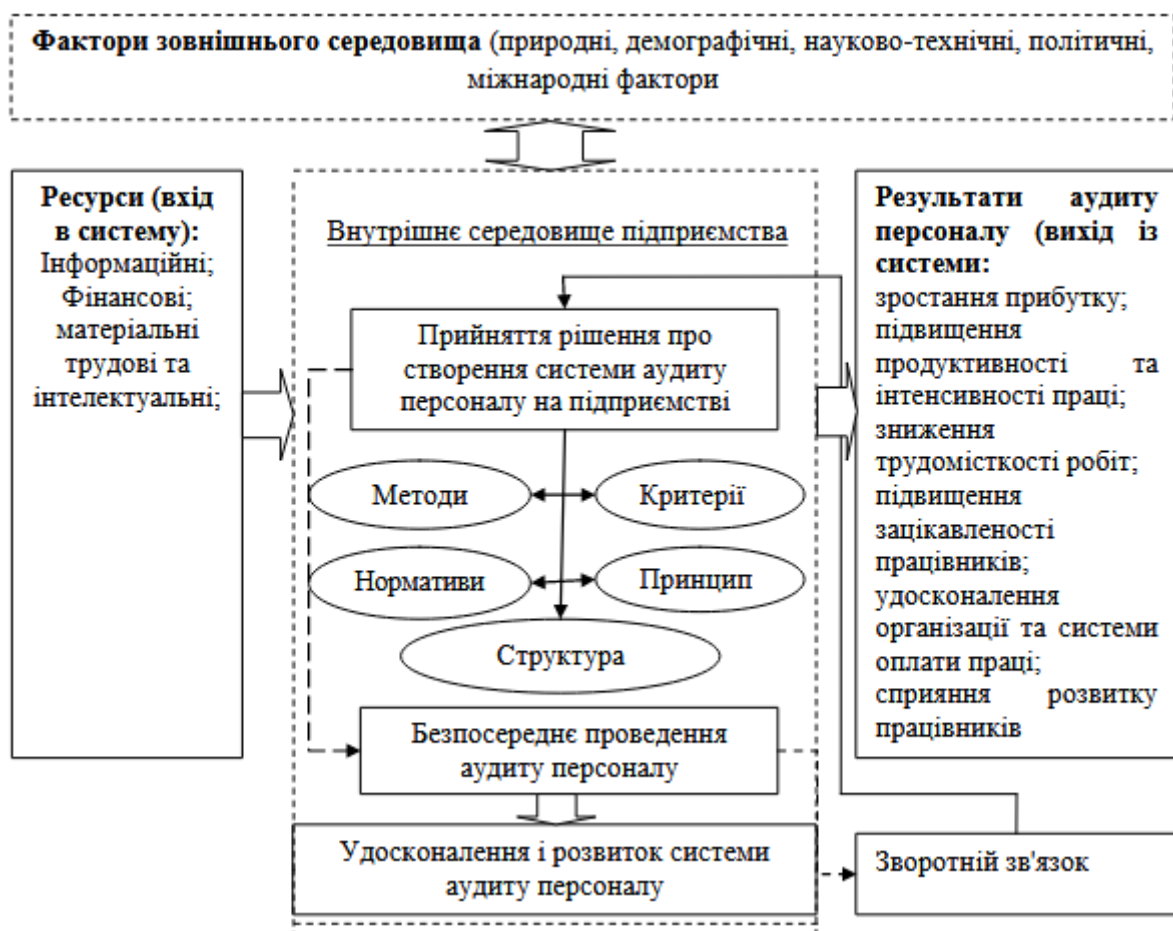 Фактори зовнішнього середовища (природні, демографічні, науково-технічні, політичні,
міжнародні фактори
Ресурси (вхід
в систему):
Інформаційні;
Фінансові;
матеріальні
трудові та
інтелектуальні;
Внутрішнє середовище підприємства
Прийняття рішення про
створення системи аудиту
персоналу на підприємстві
Методи
Критерії
Нормативи
Принцип
Структура
Безпосереднє проведення
аудиту персоналу
Удосконалення і розвиток системи
аудиту персоналу
Результати аудиту
персоналу (вихід із
системи:
зростання прибутку;
підвищення
продуктивності та
інтенсивності праці;
зниження
трудомісткості робіт;
підвищення
зацікавленості
працівників;
удосконалення
організації та системи
оплати праці;
сприяння розвитку
працівників
Зворотній зв'язок